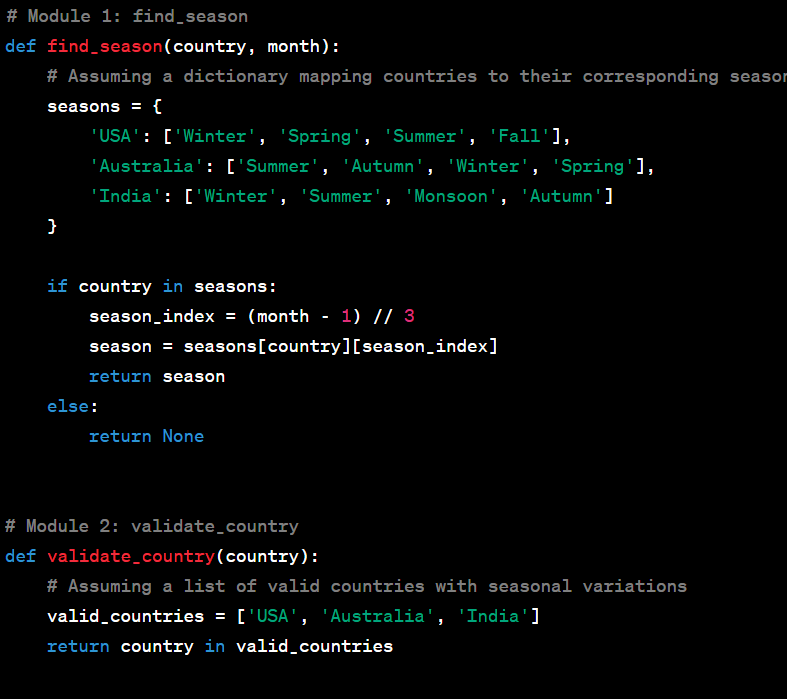 # Module 1: find_season
def find_season(country, month):
    # Assuming a dictionary mapping countries to their corresponding
    seasons = {
        'USA': ['Winter', 'Spring', 'Summer', 'Fall'],
        'Australia': ['Summer', 'Autumn', 'Winter', 'Spring'],
        'India': ['Winter', 'Summer', 'Monsoon', 'Autumn']
    }
    if country in seasons:
        season_index = (month - 1) // 3
        season = seasons[country][season_index]
        return season
    else:
        return None
# Module 2: validate_country
def validate_country(country):
    # Assuming a list of valid countries with seasonal variations
    valid_countries = ['USA', 'Australia', 'India']
    return country in valid_countries